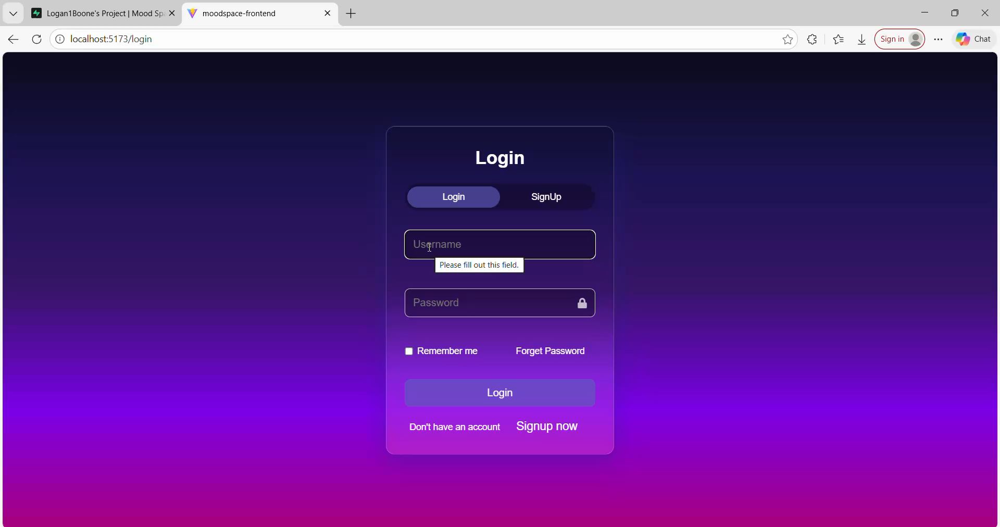 Logan1Boone's Project | Mood Spa
moodspace-frontend
localhost:5173/login
Sign in
Chat
Login
Login SignUp
Username
Please fill out this field.
Password
Remember me Forget Password
Login
Don't have an account Signup now